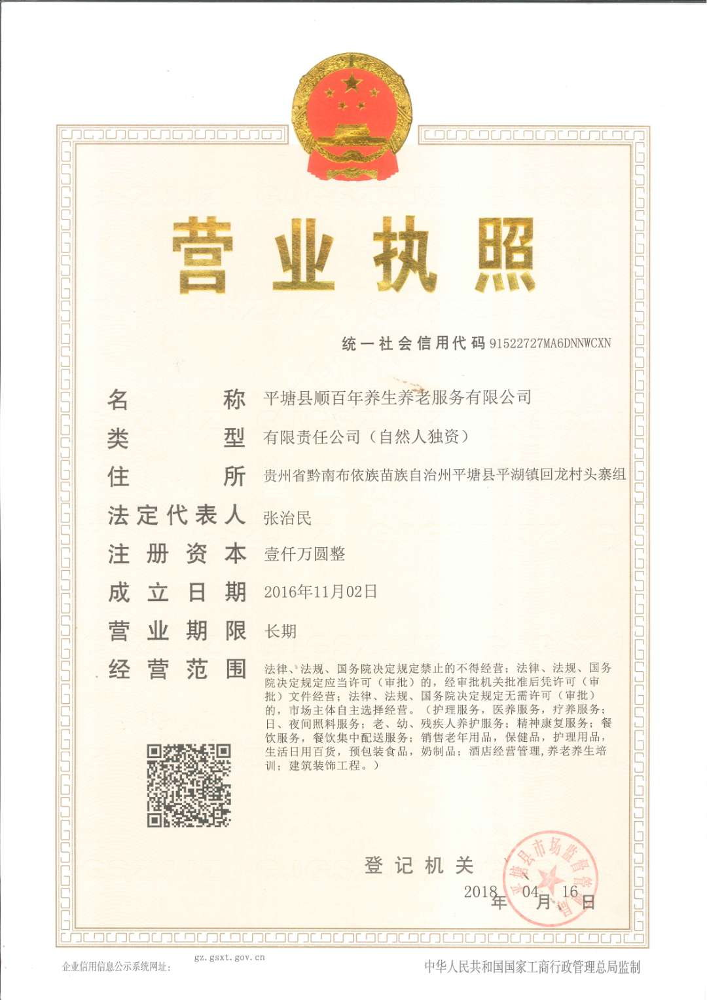 营业执照
统一社会信用代码 91522727MA6DNNWCXN
名称 平塘县顺百年养生养老服务有限公司
类型 有限责任公司（自然人独资）
住所 贵州省黔南布依族苗族自治州平塘县平湖镇回龙村头寨组
法定代表人 张治民
注册资本 壹仟万圆整
成立日期 2016年11月02日
营业期限 长期
经营范围 法律、法规、国务院决定规定禁止的不得经营；法律、法规、国务
院决定规定应当许可（审批）的，经审批机关批准后凭许可（审
批）文件经营；法律、法规、国务院决定规定无需许可（审批）
的，市场主体自主选择经营。（护理服务，医养服务，疗养服务；
日、夜间照料服务；老、幼、残疾人养护服务；精神康复服务；餐
饮服务，餐饮集中配送服务；销售老年用品，保健品，护理用品，
生活日用百货，预包装食品，奶制品；酒店经营管理,养老养生培
训；建筑装饰工程。）
登记机关
平塘县市场监督管理局
2018年04月16日
企业信用信息公示系统网址： gz.gsxt.gov.cn
中华人民共和国国家工商行政管理总局监制